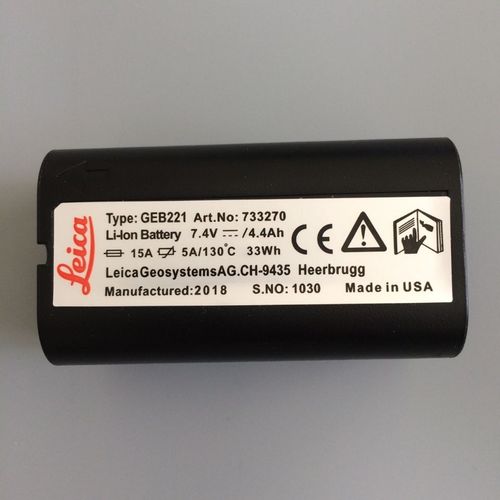 Leica
Type: GEB221 Art.No: 733270
Li-Ion Battery 7.4V ⎓ /4.4Ah
15A 5A/130°C 33Wh
LeicaGeosystemsAG.CH-9435 Heerbrugg
Manufactured:2018 S.NO: 1030 Made in USA
CE